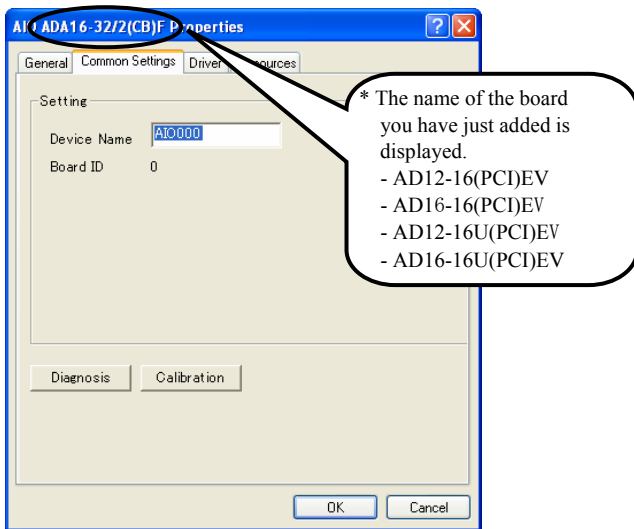 AIO ADA16-32/2(CB)F Properties
General Common Settings Driver Resources
Setting
Device Name AIO000
Board ID 0
* The name of the board
you have just added is
displayed.
- AD12-16(PCI)EV
- AD16-16(PCI)EV
- AD12-16U(PCI)EV
- AD16-16U(PCI)EV
Diagnosis Calibration
OK Cancel